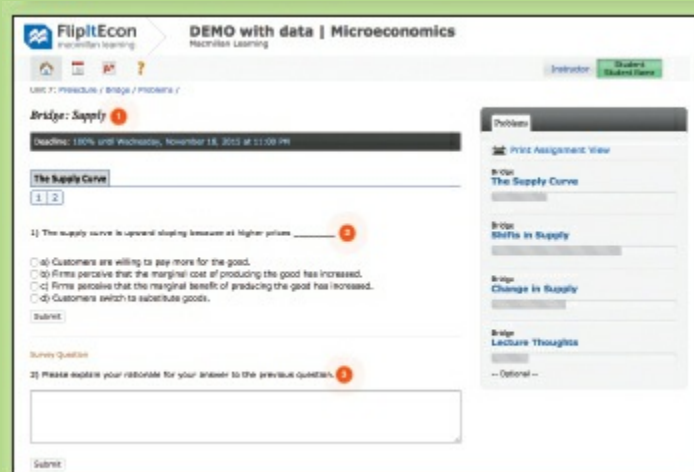 FlipItEcon
macmillan learning
DEMO with data | Microeconomics
Macmillan Learning
?
Instructor
Student
Student Name
Unit 7: Prelecture / Bridge / Problems /
Bridge: Supply 1
Deadline: 100% until Wednesday, November 18, 2015 at 11:00 PM
The Supply Curve
1 2
1) The supply curve is upward sloping because at higher prices ________ 2
a) Customers are willing to pay more for the good.
b) Firms perceive that the marginal cost of producing the good has increased.
c) Firms perceive that the marginal benefit of producing the good has increased.
d) Customers switch to substitute goods.
Submit
Survey Question
2) Please explain your rationale for your answer to the previous question. 3
Submit
Problems
Print Assignment View
Bridge
The Supply Curve
Bridge
Shifts in Supply
Bridge
Change in Supply
Bridge
Lecture Thoughts
-- Optional --